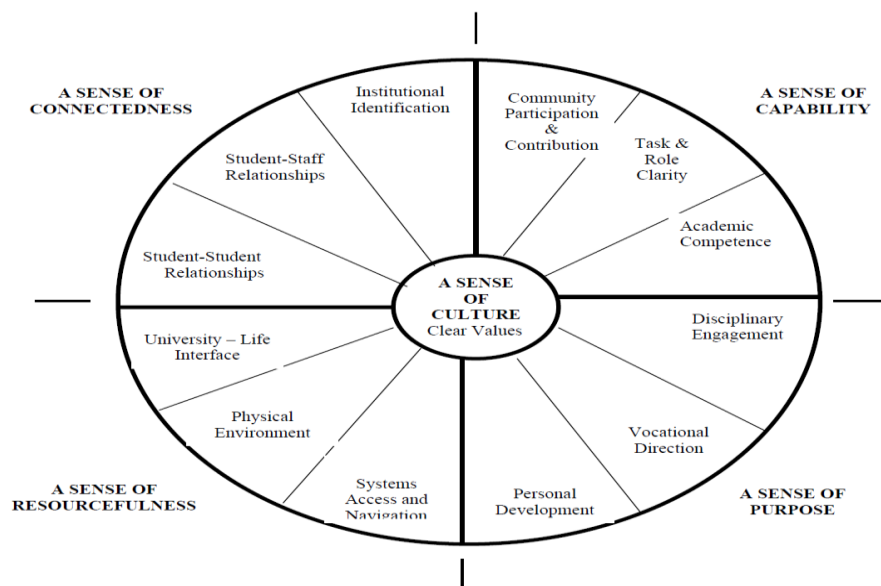 A SENSE OF
CONNECTEDNESS
Institutional
Identification
Community
Participation
&
Contribution
A SENSE OF
CAPABILITY
Student-Staff
Relationships
Task &
Role
Clarity
Student-Student
Relationships
Academic
Competence
A SENSE
OF
CULTURE
Clear Values
University – Life
Interface
Disciplinary
Engagement
Physical
Environment
Vocational
Direction
Systems
Access and
Navigation
Personal
Development
A SENSE OF
RESOURCEFULNESS
A SENSE OF
PURPOSE